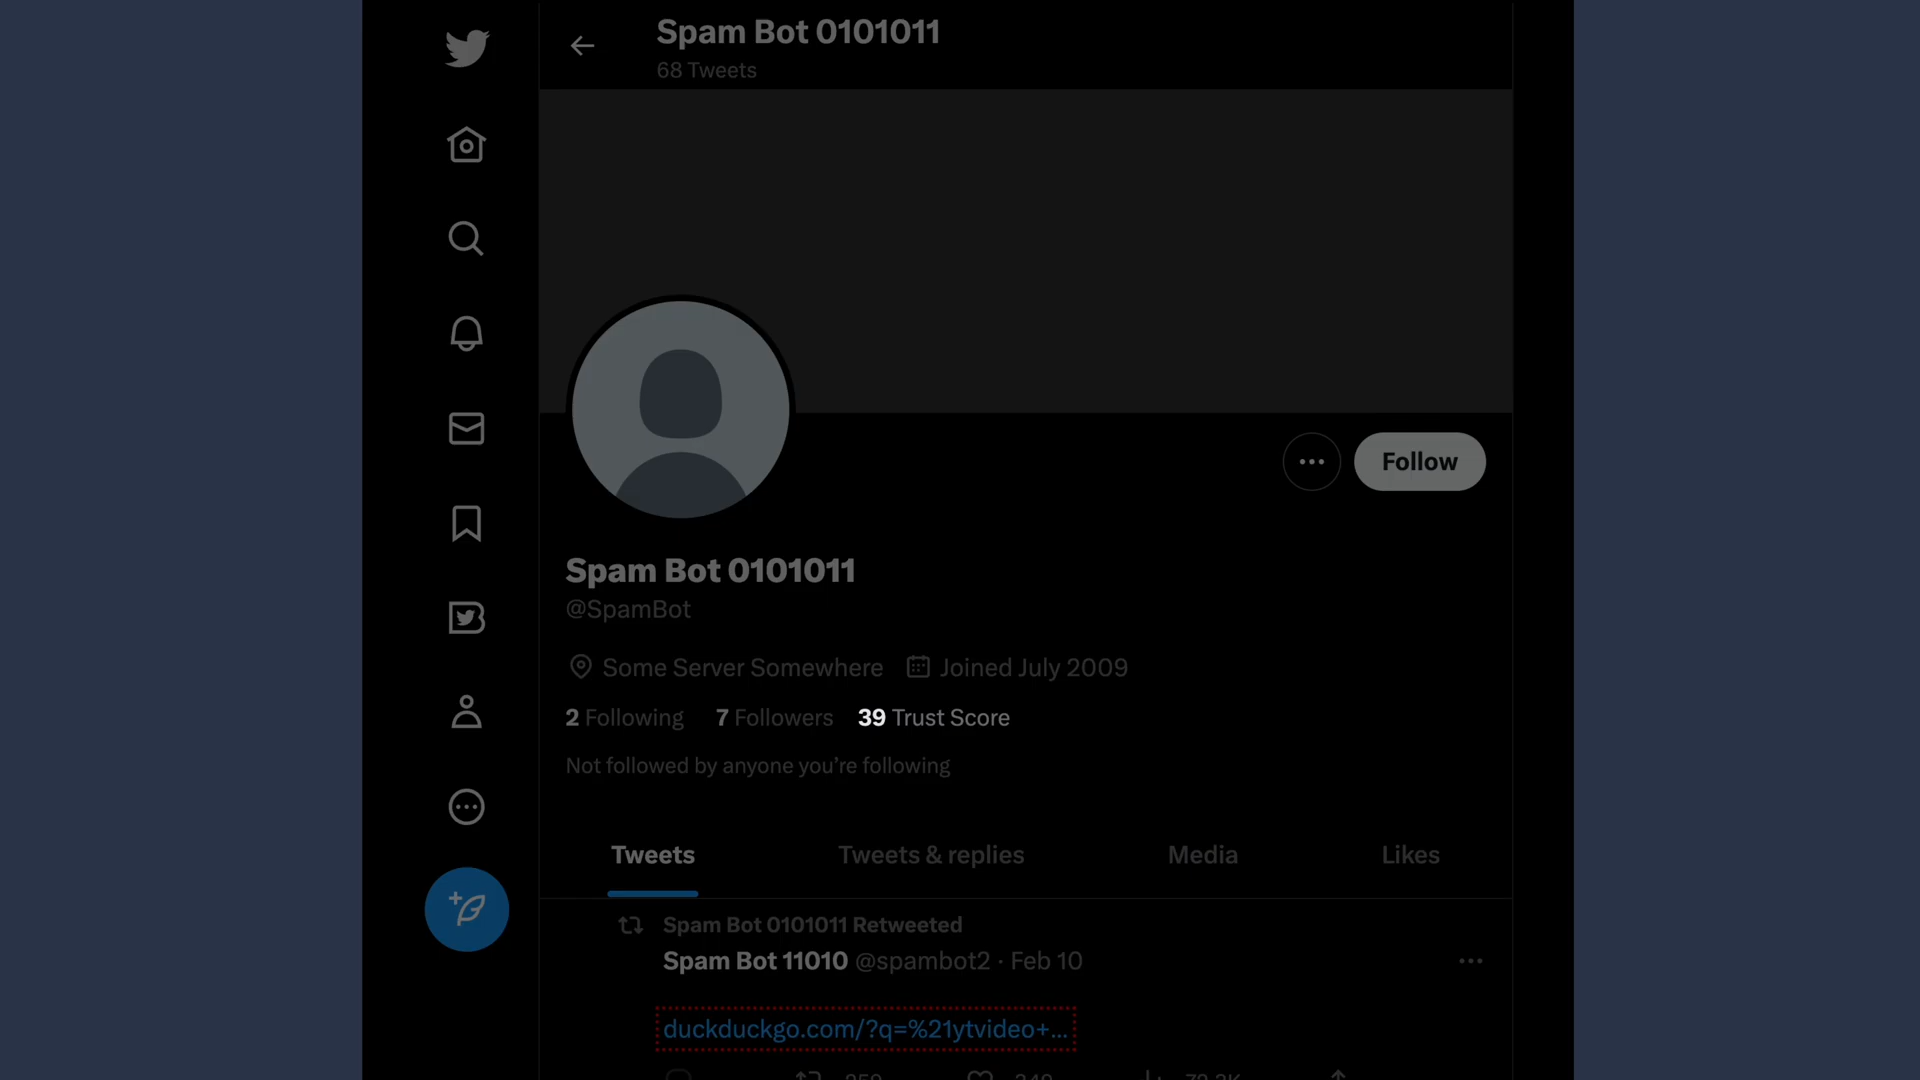 Spam Bot 0101011
68 Tweets
Follow
Spam Bot 0101011
@SpamBot
Some Server Somewhere Joined July 2009
2 Following 7 Followers 39 Trust Score
Not followed by anyone you’re following
Tweets Tweets & replies Media Likes
Spam Bot 0101011 Retweeted
Spam Bot 11010 @spambot2 · Feb 10
duckduckgo.com/?q=%21ytvideo+...